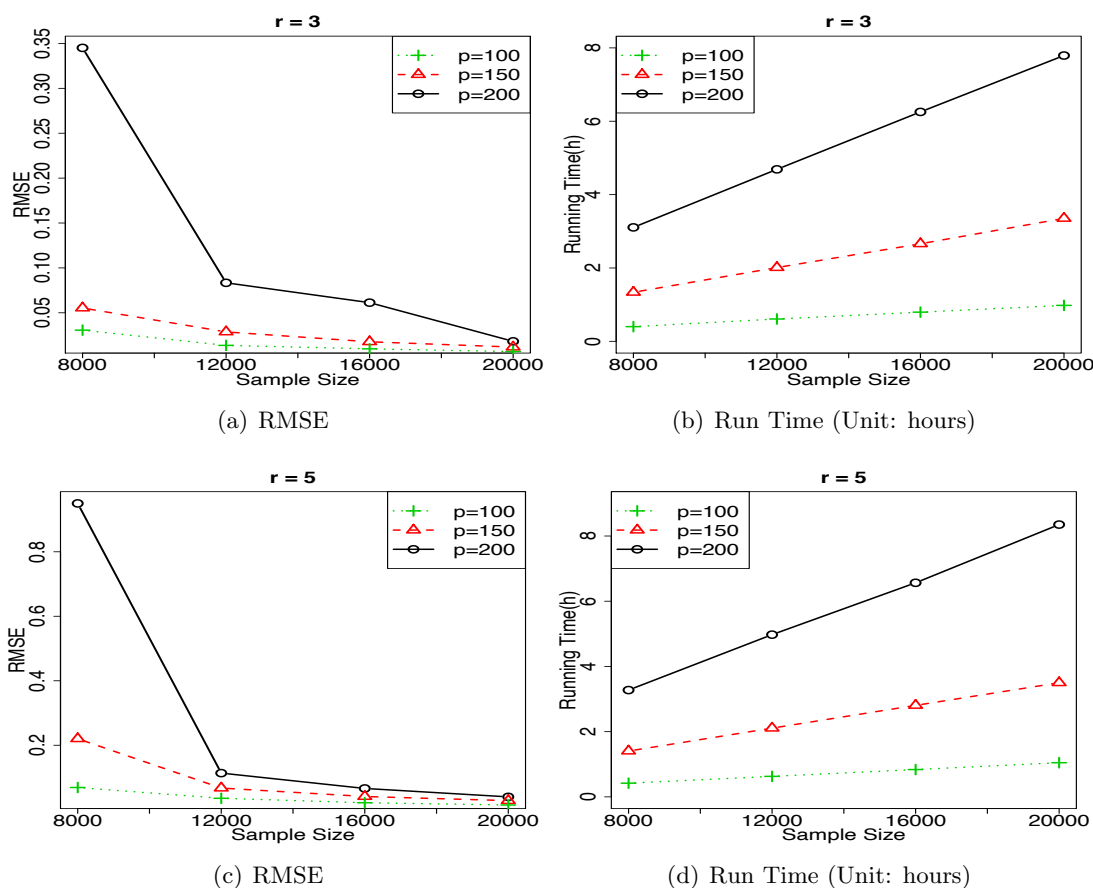 r = 3
RMSE
0.05 0.10 0.15 0.20 0.25 0.30 0.35
p=100
p=150
p=200
8000 12000 16000 20000
Sample Size
(a) RMSE
r = 3
Running Time(h)
0 2 4 6 8
p=100
p=150
p=200
8000 12000 16000 20000
Sample Size
(b) Run Time (Unit: hours)
r = 5
RMSE
0.2 0.4 0.6 0.8
p=100
p=150
p=200
8000 12000 16000 20000
Sample Size
(c) RMSE
r = 5
Running Time(h)
0 2 4 6 8
p=100
p=150
p=200
8000 12000 16000 20000
Sample Size
(d) Run Time (Unit: hours)